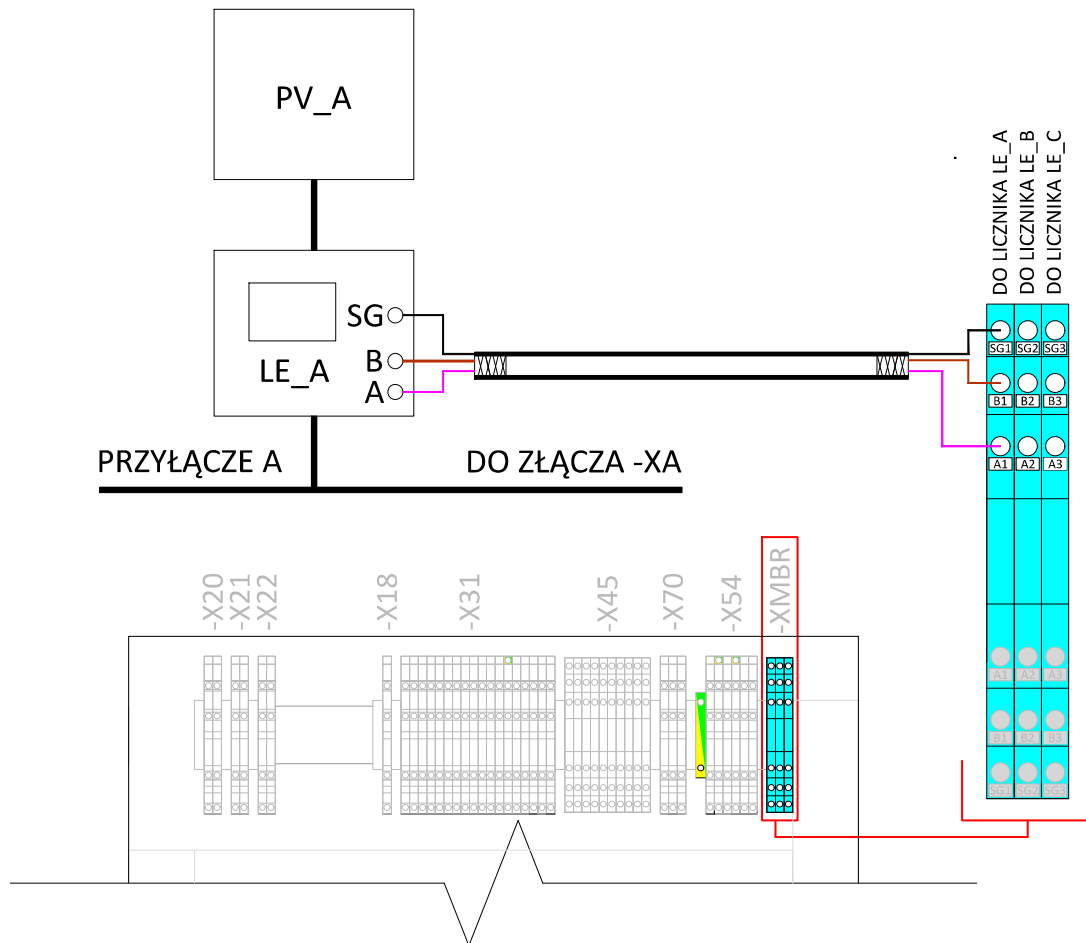 PV_A
DO LICZNIKA LE_A
DO LICZNIKA LE_B
DO LICZNIKA LE_C
SG
B
A
LE_A
SG1 SG2 SG3
B1 B2 B3
A1 A2 A3
PRZYŁĄCZE A
DO ZŁĄCZA -XA
-X20
-X21
-X22
-X18
-X31
-X45
-X70
-X54
-XMBR
A1 A2 A3
B1 B2 B3
SG1 SG2 SG3